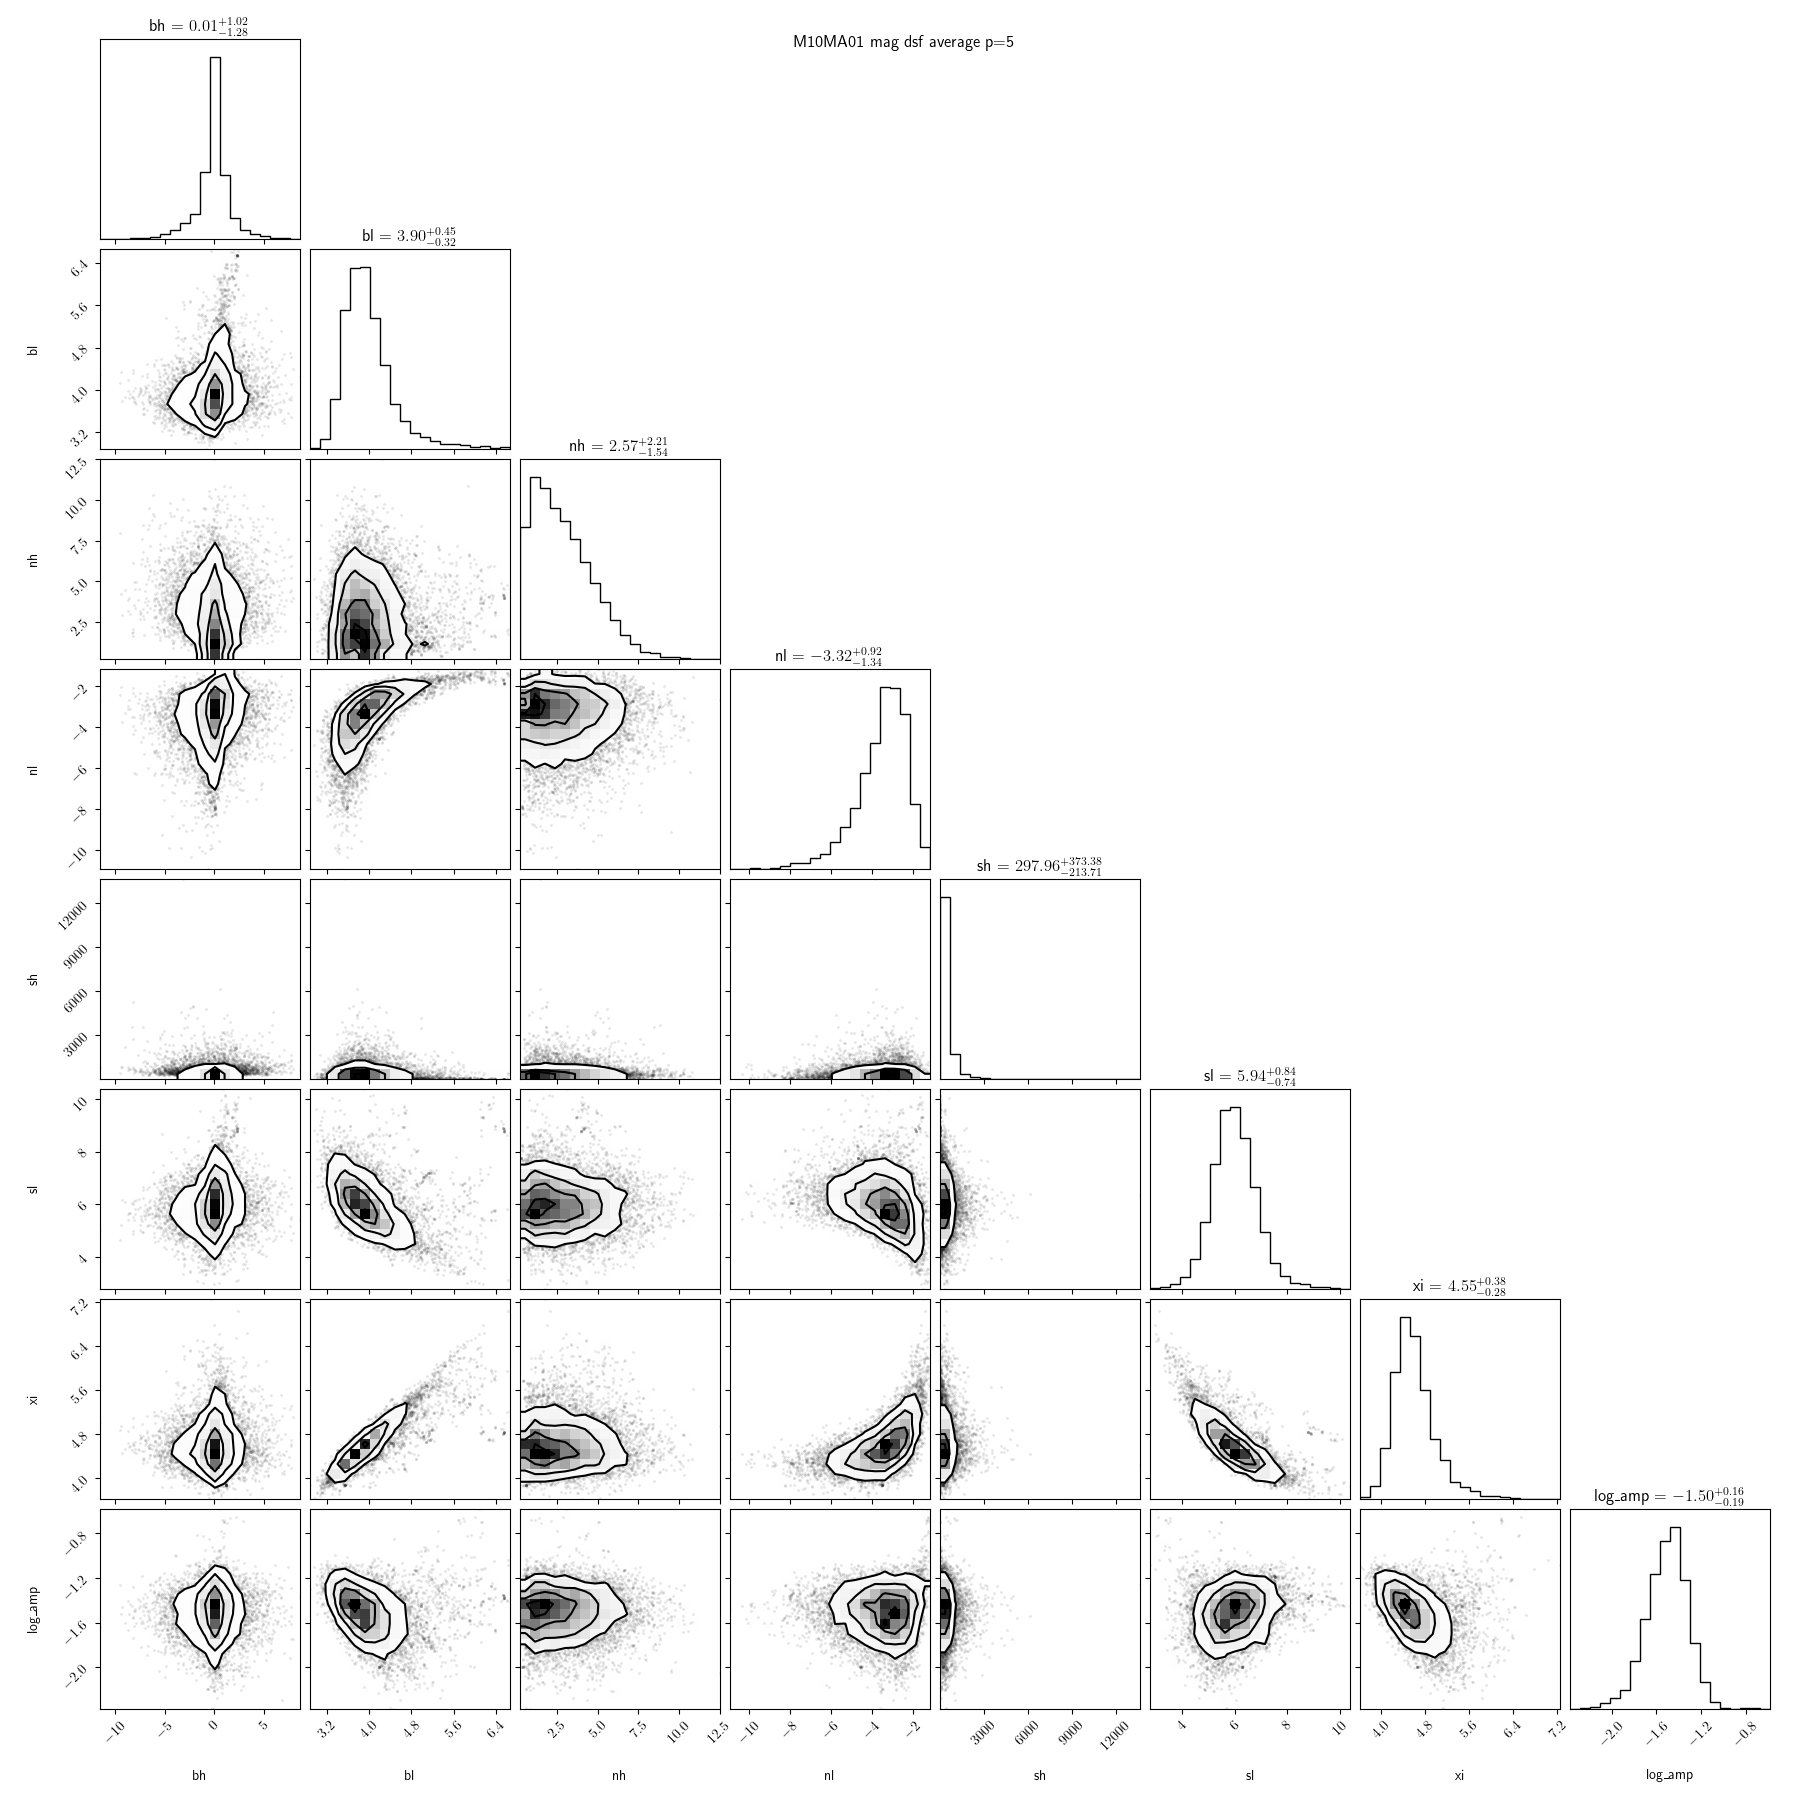 bh = 0.01+1.02−1.28
M10MA01 mag dsf average p=5
bl = 3.90+0.45−0.32
6.4
5.6
4.8
4.0
3.2
bl
nh = 2.57+2.21−1.54
12.5
10.0
7.5
5.0
2.5
nh
nl = −3.32+0.92−1.34
−2
−4
−6
−8
−10
nl
sh = 297.96+373.38−213.71
12000
9000
6000
3000
sh
sl = 5.94+0.84−0.74
10
8
6
4
sl
xi = 4.55+0.38−0.28
7.2
6.4
5.6
4.8
4.0
xi
log_amp = −1.50+0.16−0.19
−0.8
−1.2
−1.6
−2.0
log_amp
−10 −5 0 5 3.2 4.0 4.8 5.6 6.4 2.5 5.0 7.5 10.0 12.5 −10 −8 −6 −4 −2 3000 6000 9000 12000 4 6 8 10 4.0 4.8 5.6 6.4 7.2 −2.0 −1.6 −1.2 −0.8
bh bl nh nl sh sl xi log_amp